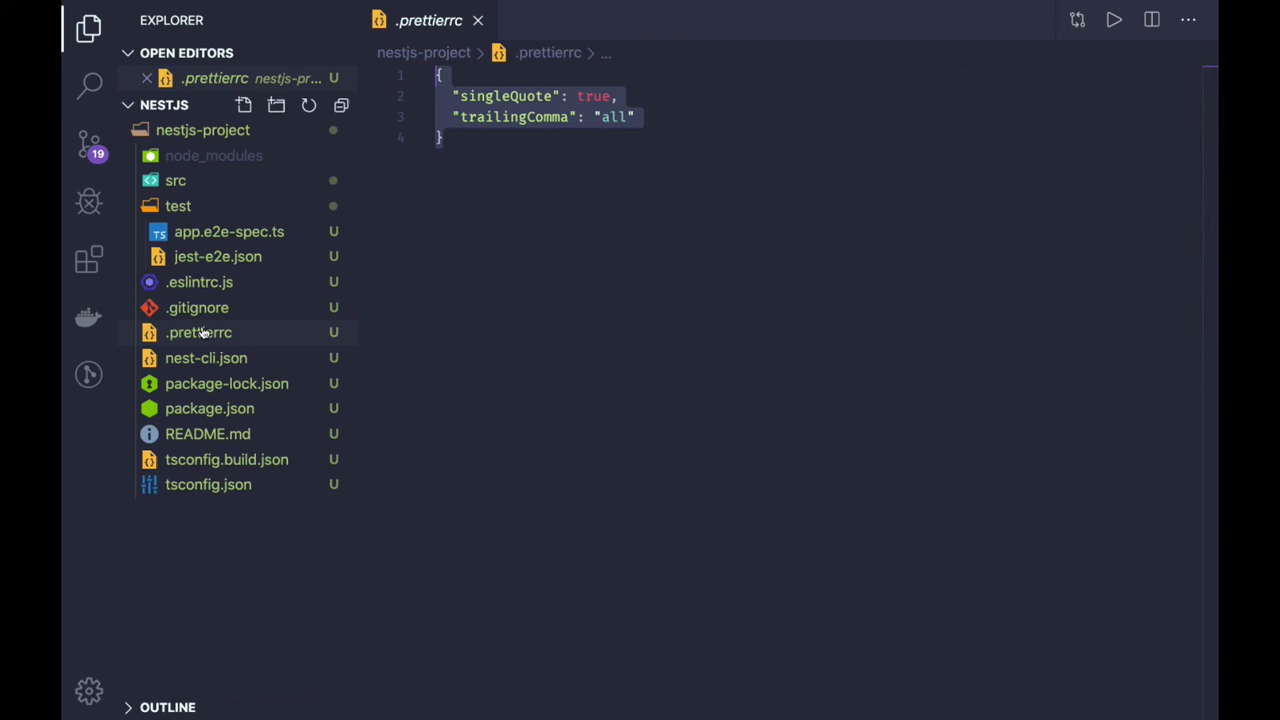 EXPLORER
OPEN EDITORS
.prettierrc nestjs-pr... U
NESTJS
nestjs-project
node_modules
src
test
app.e2e-spec.ts U
jest-e2e.json U
.eslintrc.js U
.gitignore U
.prettierrc U
nest-cli.json U
package-lock.json U
package.json U
README.md U
tsconfig.build.json U
tsconfig.json U
OUTLINE
19
.prettierrc
nestjs-project > .prettierrc > ...
1 {
2 "singleQuote": true,
3 "trailingComma": "all"
4 }